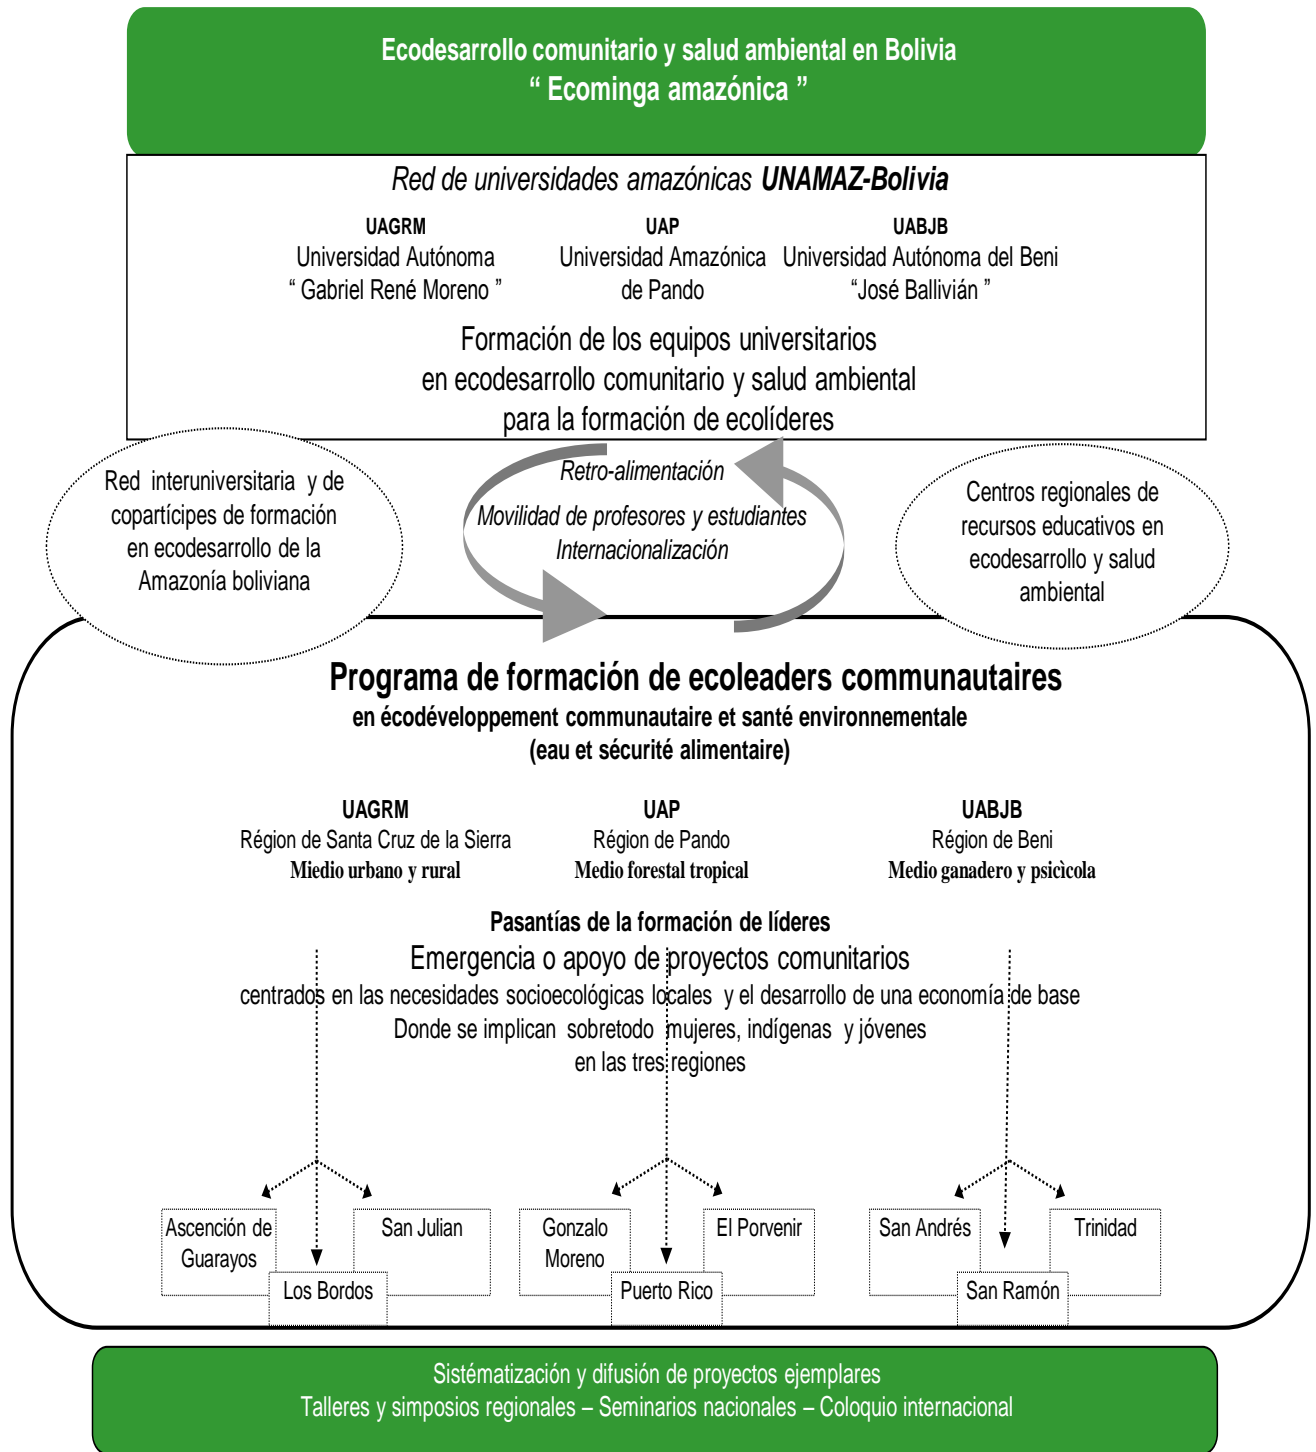 Ecodesarrollo comunitario y salud ambiental en Bolivia
“ Ecominga amazónica ”
Red de universidades amazónicas UNAMAZ-Bolivia
UAGRM
Universidad Autónoma
“ Gabriel René Moreno ”
UAP
Universidad Amazónica
de Pando
UABJB
Universidad Autónoma del Beni
“José Ballivián ”
Formación de los equipos universitarios
en ecodesarrollo comunitario y salud ambiental
para la formación de ecolíderes
Red interuniversitaria y de
copartícipes de formación
en ecodesarrollo de la
Amazonía boliviana
Retro-alimentación
Movilidad de profesores y estudiantes
Internacionalización
Centros regionales de
recursos educativos en
ecodesarrollo y salud
ambiental
Programa de formación de ecoleaders communautaires
en écodéveloppement communautaire et santé environnementale
(eau et sécurité alimentaire)
UAGRM
Région de Santa Cruz de la Sierra
Miedio urbano y rural
UAP
Région de Pando
Medio forestal tropical
UABJB
Région de Beni
Medio ganadero y psicìcola
Pasantías de la formación de líderes
Emergencia o apoyo de proyectos comunitarios
centrados en las necesidades socioecológicas locales y el desarrollo de una economía de base
Donde se implican sobretodo mujeres, indígenas y jóvenes
en las tres regiones
Ascención de
Guarayos
San Julian
Los Bordos
Gonzalo
Moreno
El Porvenir
Puerto Rico
San Andrés
Trinidad
San Ramón
Sistématización y difusión de proyectos ejemplares
Talleres y simposios regionales – Seminarios nacionales – Coloquio internacional